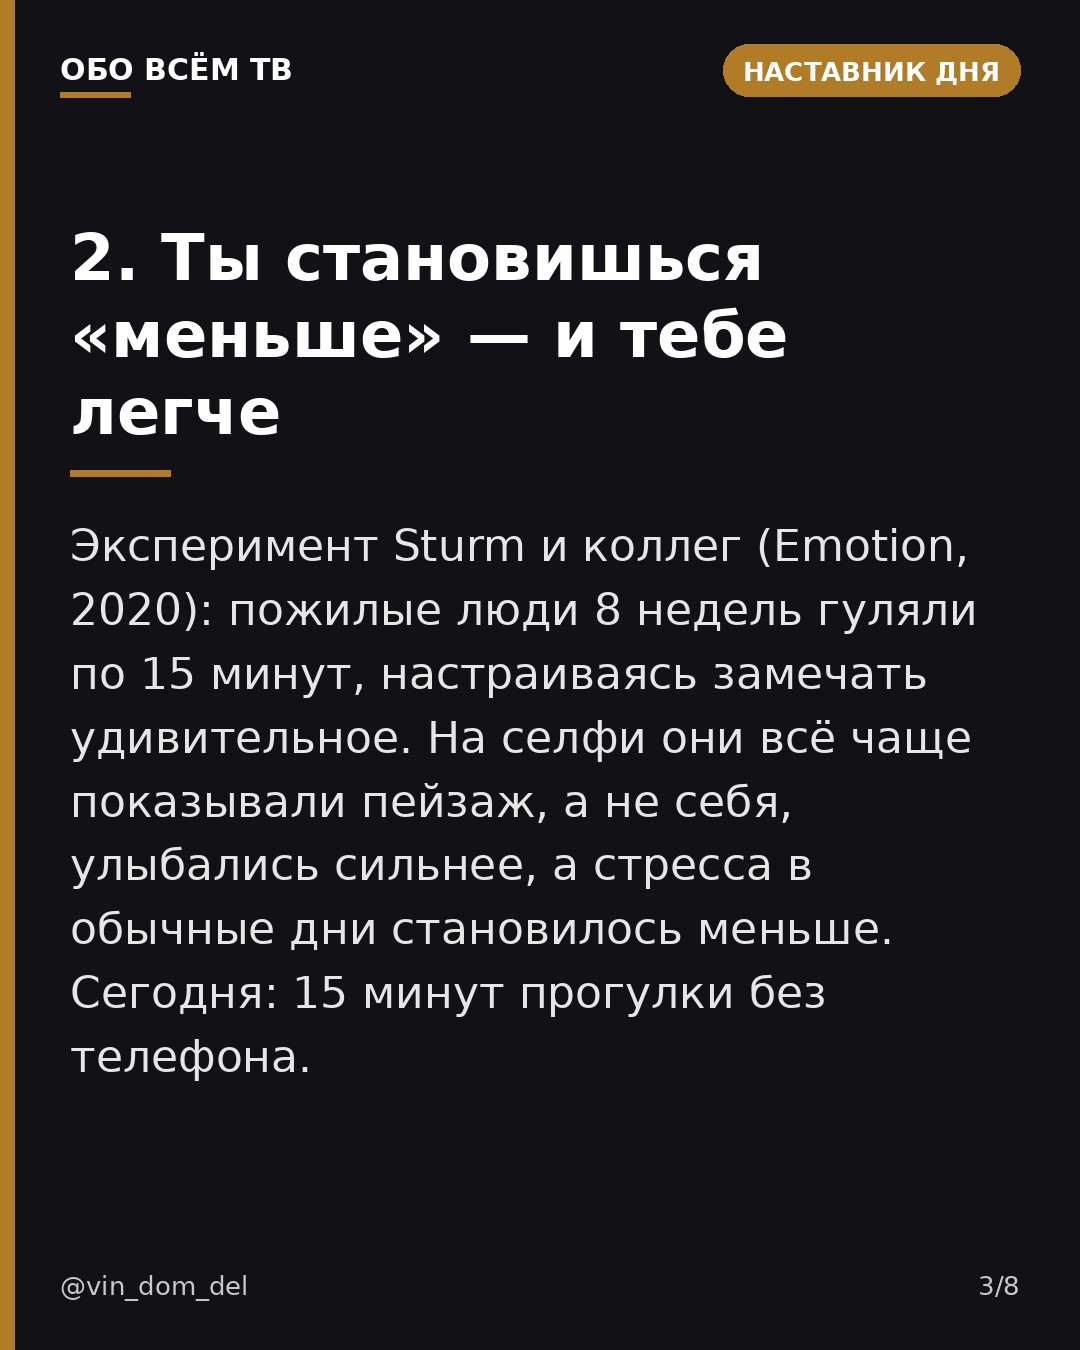 ОБО ВСЁМ ТВ
НАСТАВНИК ДНЯ
2. Ты становишься
«меньше» — и тебе
легче
Эксперимент Sturm и коллег (Emotion,
2020): пожилые люди 8 недель гуляли
по 15 минут, настраиваясь замечать
удивительное. На селфи они всё чаще
показывали пейзаж, а не себя,
улыбались сильнее, а стресса в
обычные дни становилось меньше.
Сегодня: 15 минут прогулки без
телефона.
@vin_dom_del
3/8